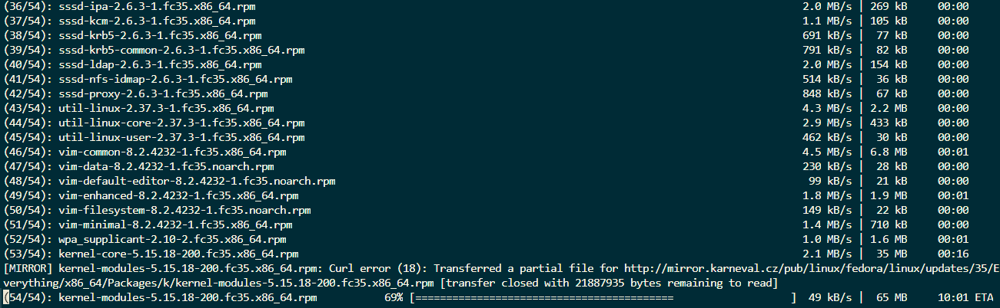 (36/54): sssd-ipa-2.6.3-1.fc35.x86_64.rpm 2.0 MB/s | 269 kB 00:00
(37/54): sssd-kcm-2.6.3-1.fc35.x86_64.rpm 1.1 MB/s | 105 kB 00:00
(38/54): sssd-krb5-2.6.3-1.fc35.x86_64.rpm 691 kB/s | 77 kB 00:00
(39/54): sssd-krb5-common-2.6.3-1.fc35.x86_64.rpm 791 kB/s | 82 kB 00:00
(40/54): sssd-ldap-2.6.3-1.fc35.x86_64.rpm 2.0 MB/s | 154 kB 00:00
(41/54): sssd-nfs-idmap-2.6.3-1.fc35.x86_64.rpm 514 kB/s | 36 kB 00:00
(42/54): sssd-proxy-2.6.3-1.fc35.x86_64.rpm 848 kB/s | 67 kB 00:00
(43/54): util-linux-2.37.3-1.fc35.x86_64.rpm 4.3 MB/s | 2.2 MB 00:00
(44/54): util-linux-core-2.37.3-1.fc35.x86_64.rpm 2.9 MB/s | 433 kB 00:00
(45/54): util-linux-user-2.37.3-1.fc35.x86_64.rpm 462 kB/s | 30 kB 00:00
(46/54): vim-common-8.2.4232-1.fc35.x86_64.rpm 4.5 MB/s | 6.8 MB 00:01
(47/54): vim-data-8.2.4232-1.fc35.noarch.rpm 230 kB/s | 28 kB 00:00
(48/54): vim-default-editor-8.2.4232-1.fc35.noarch.rpm 99 kB/s | 21 kB 00:00
(49/54): vim-enhanced-8.2.4232-1.fc35.x86_64.rpm 1.8 MB/s | 1.9 MB 00:01
(50/54): vim-filesystem-8.2.4232-1.fc35.noarch.rpm 149 kB/s | 22 kB 00:00
(51/54): vim-minimal-8.2.4232-1.fc35.x86_64.rpm 1.4 MB/s | 710 kB 00:00
(52/54): wpa_supplicant-2.10-2.fc35.x86_64.rpm 1.0 MB/s | 1.6 MB 00:01
(53/54): kernel-core-5.15.18-200.fc35.x86_64.rpm 2.1 MB/s | 35 MB 00:16
[MIRROR] kernel-modules-5.15.18-200.fc35.x86_64.rpm: Curl error (18): Transferred a partial file for http://mirror.karneval.cz/pub/linux/fedora/linux/updates/35/E
verything/x86_64/Packages/k/kernel-modules-5.15.18-200.fc35.x86_64.rpm [transfer closed with 21887935 bytes remaining to read]
(54/54): kernel-modules-5.15.18-200.fc35.x86_64.rpm 69% [========================================== ] 49 kB/s | 65 MB 10:01 ETA